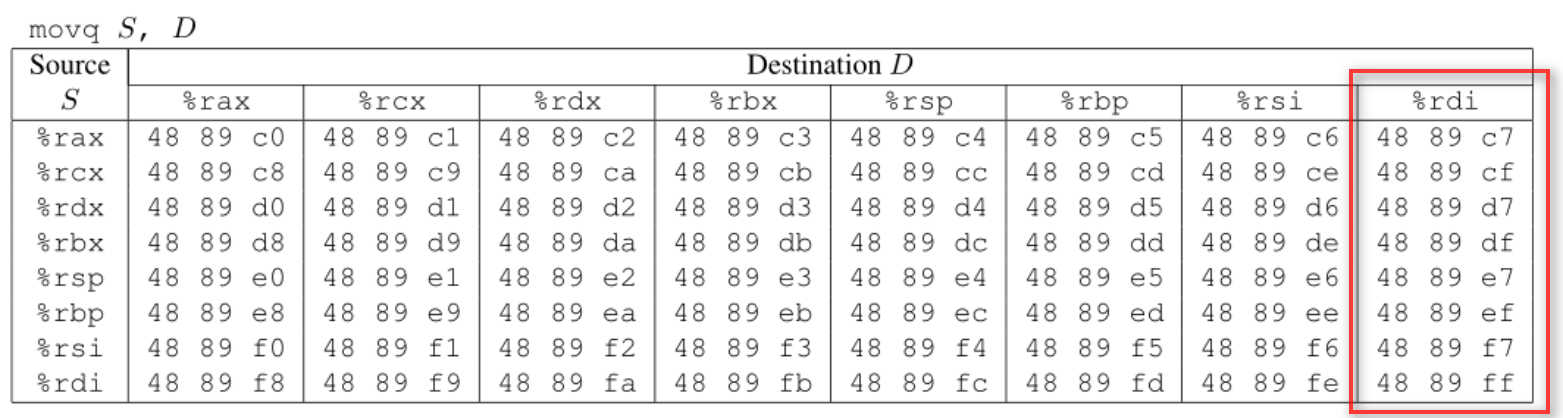 movq S, D
Source Destination D
S %rax %rcx %rdx %rbx %rsp %rbp %rsi %rdi
%rax 48 89 c0 48 89 c1 48 89 c2 48 89 c3 48 89 c4 48 89 c5 48 89 c6 48 89 c7
%rcx 48 89 c8 48 89 c9 48 89 ca 48 89 cb 48 89 cc 48 89 cd 48 89 ce 48 89 cf
%rdx 48 89 d0 48 89 d1 48 89 d2 48 89 d3 48 89 d4 48 89 d5 48 89 d6 48 89 d7
%rbx 48 89 d8 48 89 d9 48 89 da 48 89 db 48 89 dc 48 89 dd 48 89 de 48 89 df
%rsp 48 89 e0 48 89 e1 48 89 e2 48 89 e3 48 89 e4 48 89 e5 48 89 e6 48 89 e7
%rbp 48 89 e8 48 89 e9 48 89 ea 48 89 eb 48 89 ec 48 89 ed 48 89 ee 48 89 ef
%rsi 48 89 f0 48 89 f1 48 89 f2 48 89 f3 48 89 f4 48 89 f5 48 89 f6 48 89 f7
%rdi 48 89 f8 48 89 f9 48 89 fa 48 89 fb 48 89 fc 48 89 fd 48 89 fe 48 89 ff